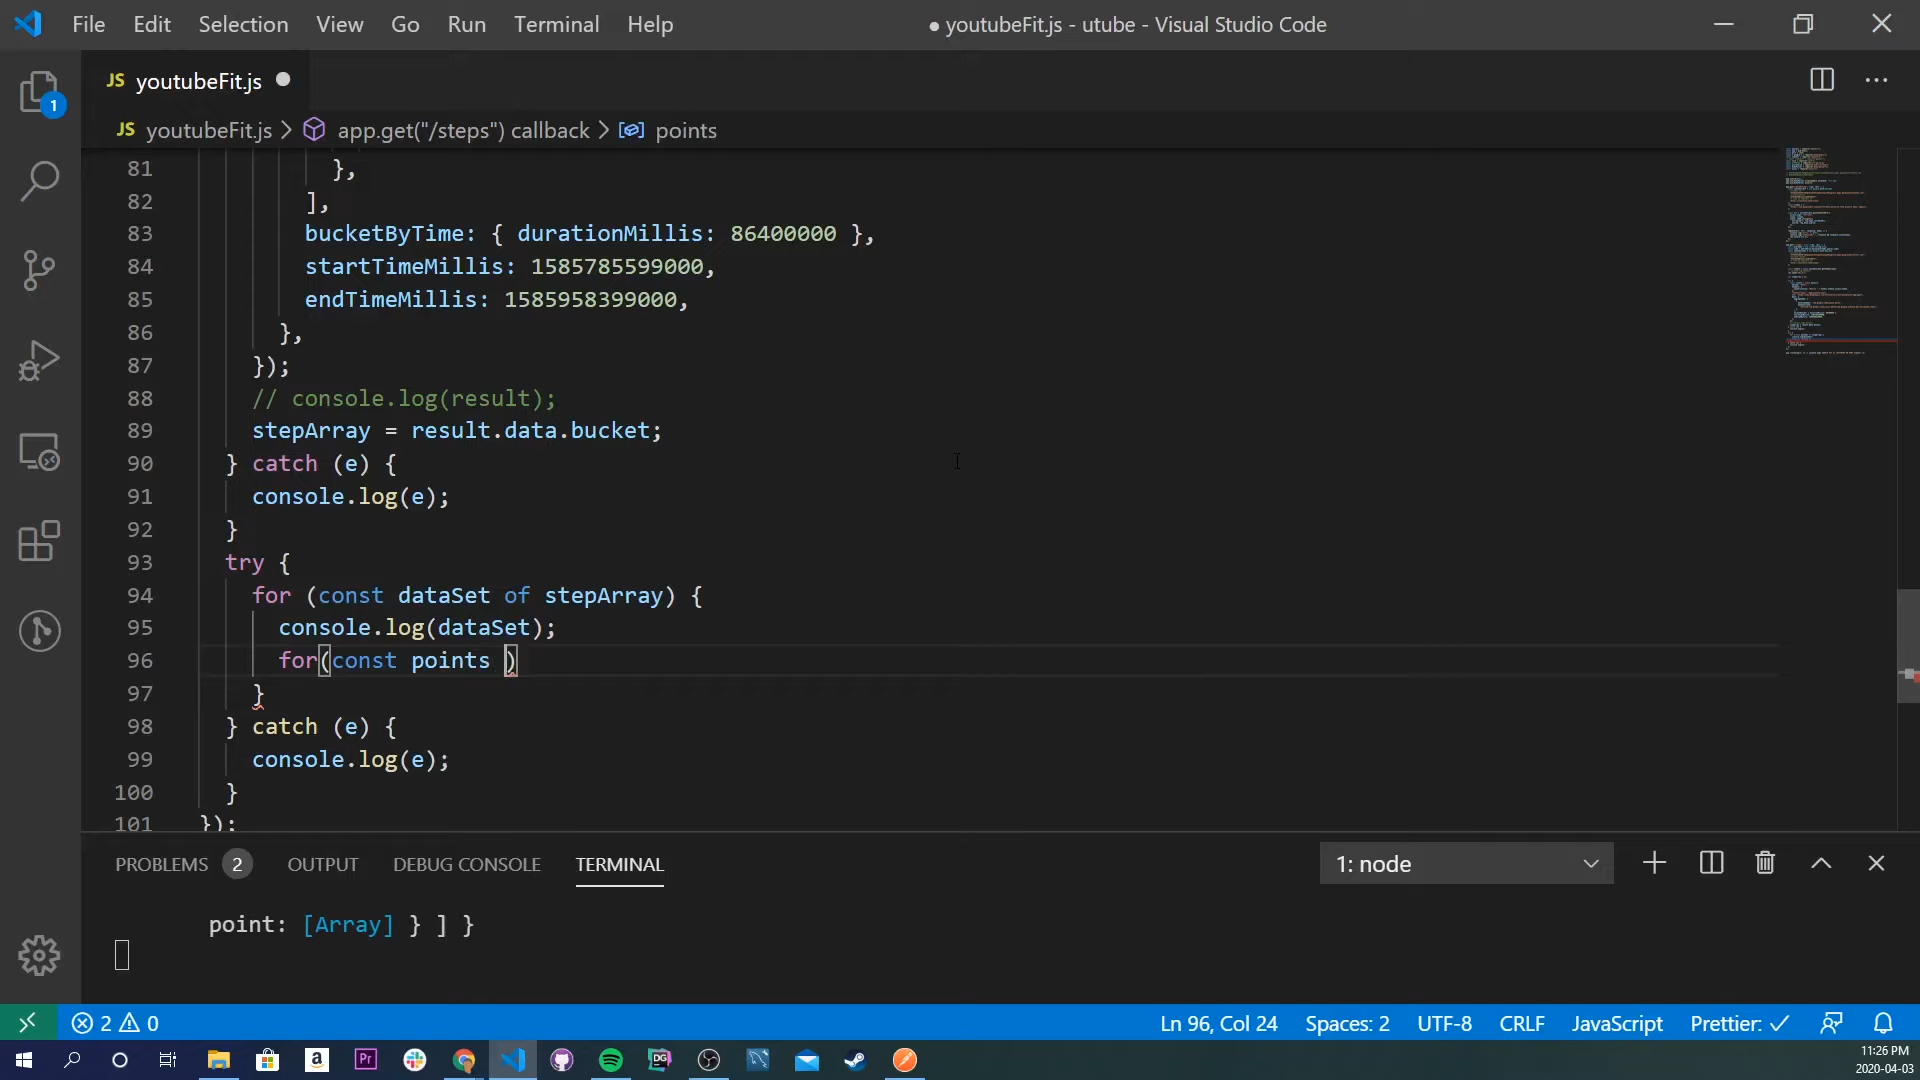 File Edit Selection View Go Run Terminal Help
● youtubeFit.js - utube - Visual Studio Code
1
JS youtubeFit.js ●
JS youtubeFit.js > app.get("/steps") callback > points
81 },
82 ],
83 bucketByTime: { durationMillis: 86400000 },
84 startTimeMillis: 1585785599000,
85 endTimeMillis: 1585958399000,
86 },
87 });
88 // console.log(result);
89 stepArray = result.data.bucket;
90 } catch (e) {
91 console.log(e);
92 }
93 try {
94 for (const dataSet of stepArray) {
95 console.log(dataSet);
96 for(const points )
97 }
98 } catch (e) {
99 console.log(e);
100 }
101 });
PROBLEMS 2 OUTPUT DEBUG CONSOLE TERMINAL
1: node
point: [Array] } ] }
2 0
Ln 96, Col 24 Spaces: 2 UTF-8 CRLF JavaScript Prettier: ✓
a Pr DG
11:26 PM
2020-04-03